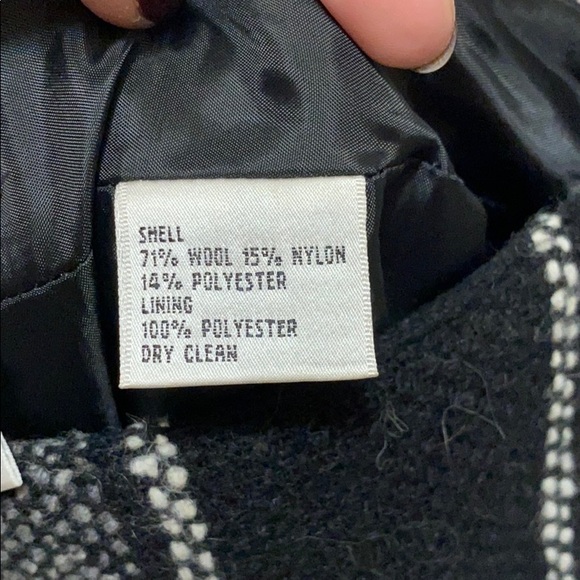 SHELL
71% WOOL 15% NYLON
14% POLYESTER
LINING
100% POLYESTER
DRY CLEAN